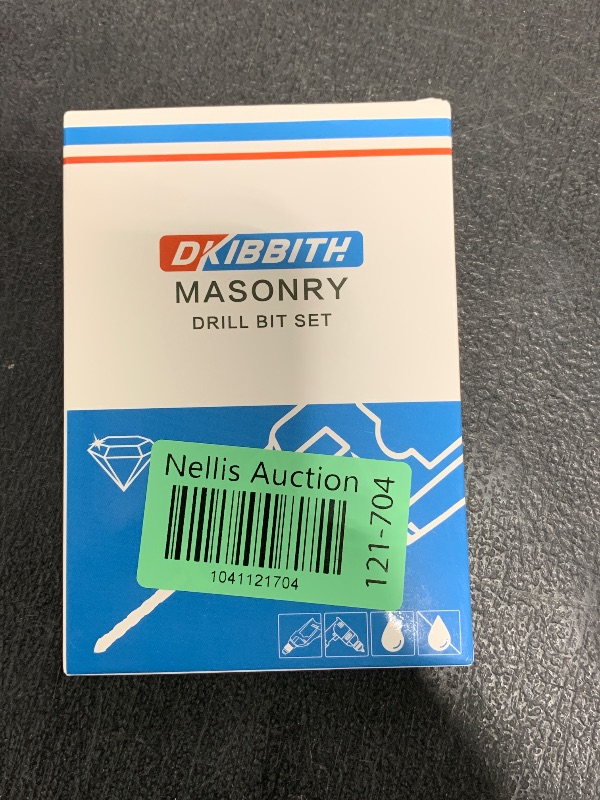 DKIBBITH
MASONRY
DRILL BIT SET
Nellis Auction
1041121704
121-704